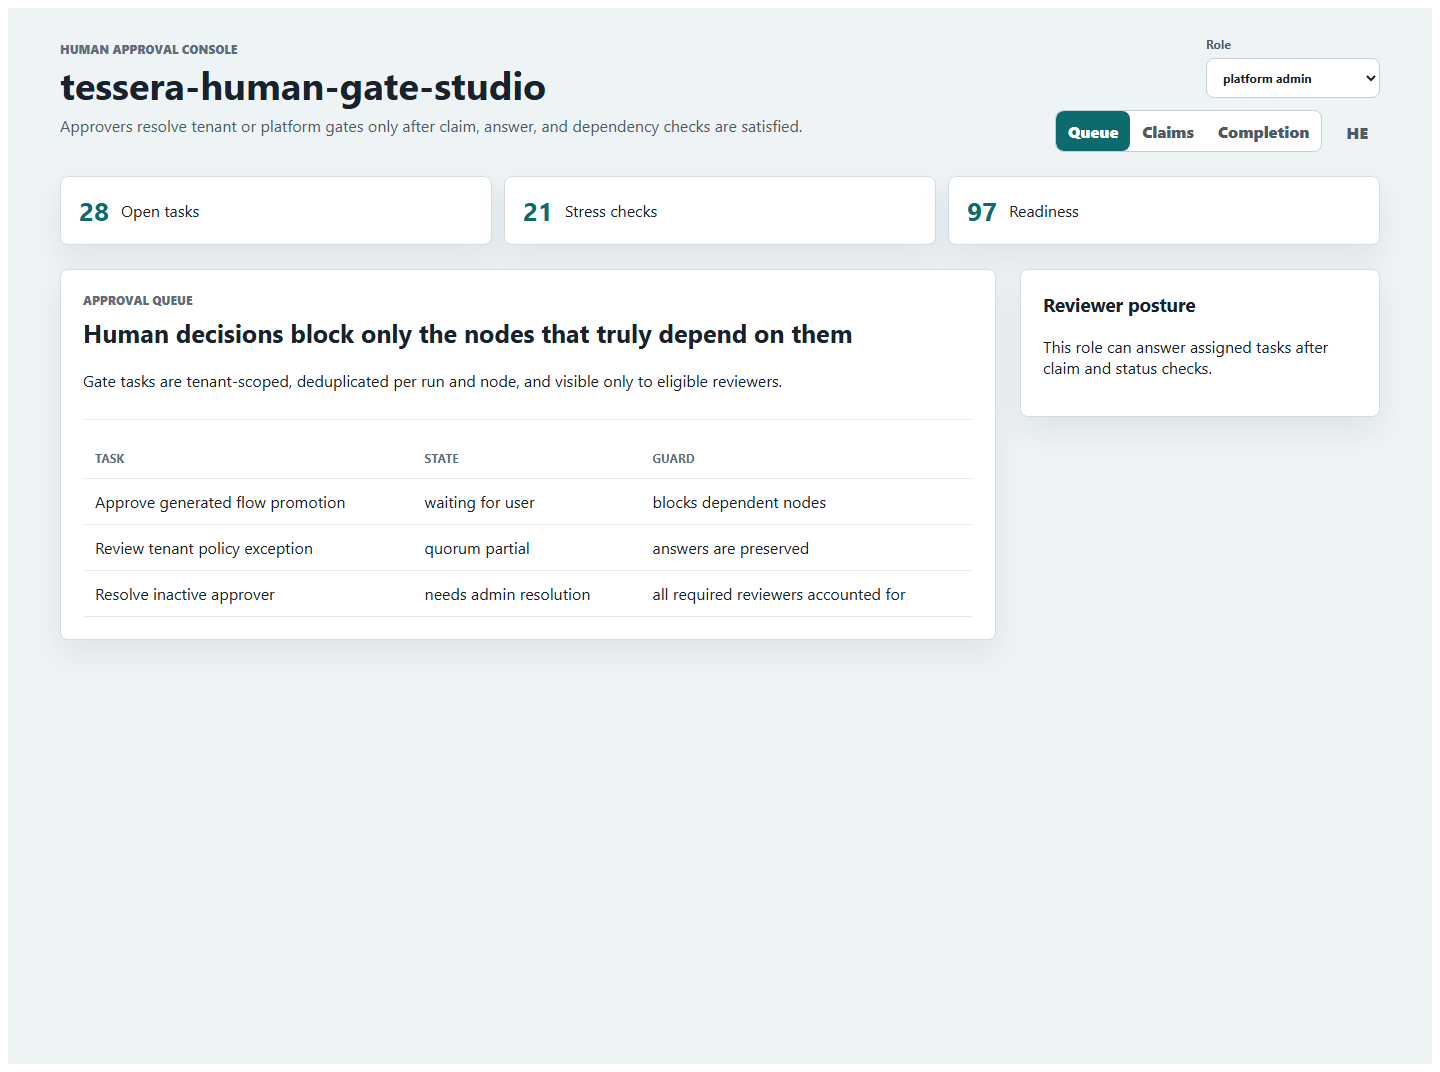 HUMAN APPROVAL CONSOLE
tessera-human-gate-studio
Approvers resolve tenant or platform gates only after claim, answer, and dependency checks are satisfied.
Role
platform admin
Queue Claims Completion HE
28 Open tasks
21 Stress checks
97 Readiness
APPROVAL QUEUE
Human decisions block only the nodes that truly depend on them
Gate tasks are tenant-scoped, deduplicated per run and node, and visible only to eligible reviewers.
TASK STATE GUARD
Approve generated flow promotion waiting for user blocks dependent nodes
Review tenant policy exception quorum partial answers are preserved
Resolve inactive approver needs admin resolution all required reviewers accounted for
Reviewer posture
This role can answer assigned tasks after
claim and status checks.